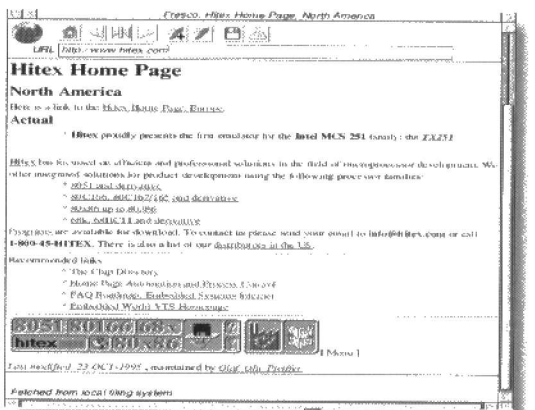 Fresco: Hitex Home Page, North America
URL http://www.hitex.com/
Hitex Home Page
North America
Here is a link to the Hitex Home Page, Europe.
Actual
Hitex proudly presents the first emulator for the Intel MCS 251 family: the
Hitex has focussed on efficient and professional solutions in the field of microprocessor development. We
offer integrated solutions for product development using the following processor families:
8051 and derivative
80C166, 80C167/165 and derivative
80x86 up to
68k, 68HC11 and derivative
Programs are available for download. To contact us please send your email to info@hitex.com or call
1-800-45-HITEX. There is also a list of our distributors in the US.
Recommended links
The Chip Directory
Home Page Automation and Process Control
FAQ Roadmap, Embedded Systems Internet
Embedded World VTS Homepage
8051 80166 68xx
hitex 80x86
[ Menu ]
Last modified: 23-OCT-1995, maintained by Olaf
Fetched from local filing system